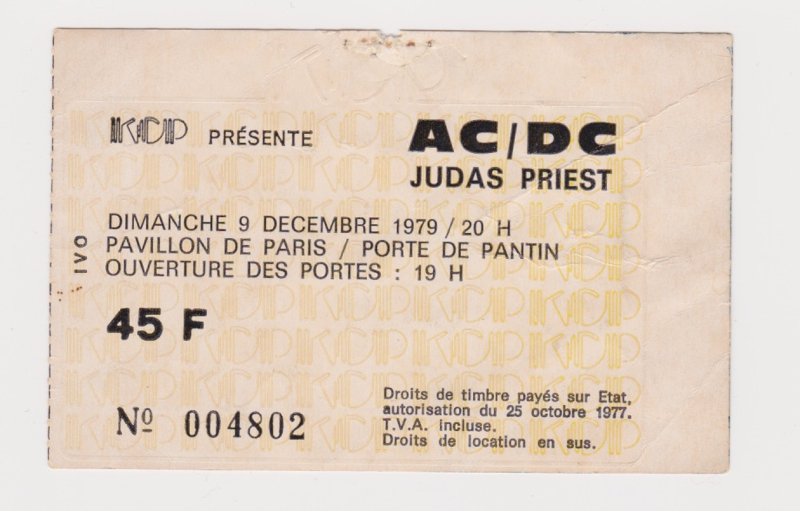 KCP PRÉSENTE AC/DC
JUDAS PRIEST
DIMANCHE 9 DECEMBRE 1979 / 20 H
PAVILLON DE PARIS / PORTE DE PANTIN
OUVERTURE DES PORTES : 19 H
IVO
45 F
Nº 004802
Droits de timbre payés sur Etat,
autorisation du 25 octobre 1977.
T.V.A. incluse.
Droits de location en sus.